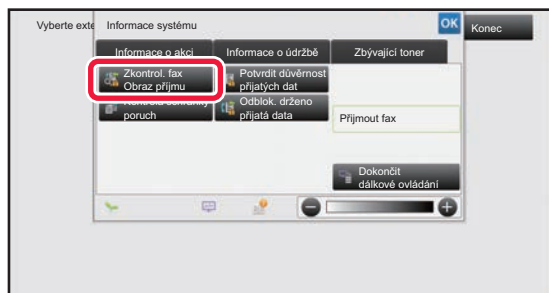 Vyberte exte
Informace systému
OK
Konec
Informace o akci
Informace o údržbě
Zbývající toner
Zkontrol. fax
Obraz příjmu
Potvrdit důvěrnost
přijatých dat
poruch
Odblok. drženo
přijatá data
Přijmout fax
Dokončit
dálkové ovládání